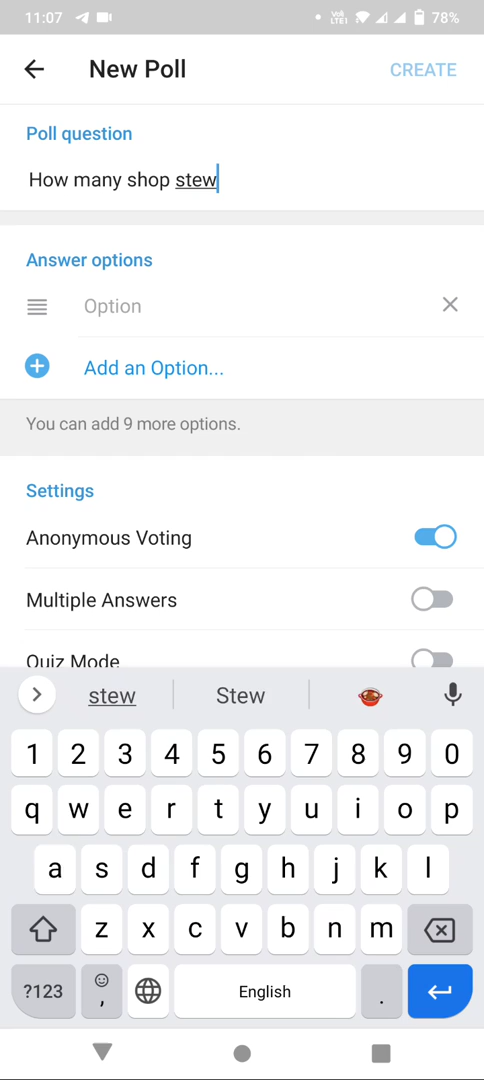 11:07 Vo) LTE1 78%
New Poll CREATE
Poll question
How many shop stew
Answer options
Option
Add an Option...
You can add 9 more options.
Settings
Anonymous Voting
Multiple Answers
Quiz Mode
stew Stew
1 2 3 4 5 6 7 8 9 0
q w e r t y u i o p
a s d f g h j k l
z x c v b n m
?123 , English .